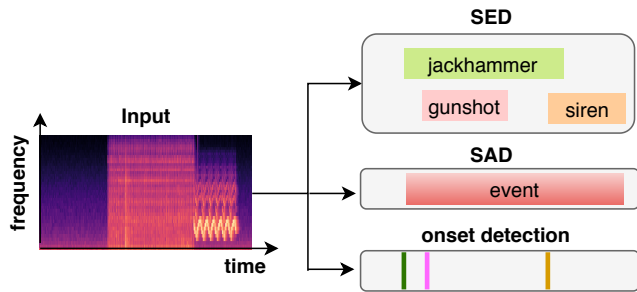 SED
jackhammer
gunshot
siren
Input
frequency
time
SAD
event
onset detection